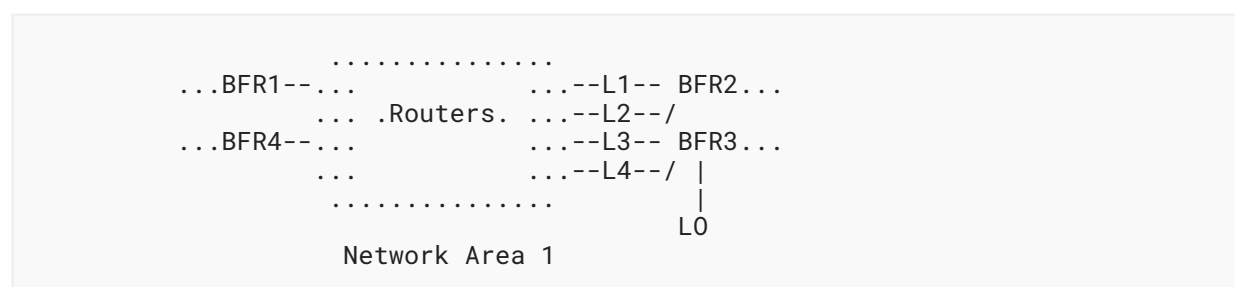 ...............
...BFR1--...           ...--L1-- BFR2...
... .Routers. ...--L2--/
...BFR4--...           ...--L3-- BFR3...
...           ...--L4--/ |
...............         |
LO
Network Area 1